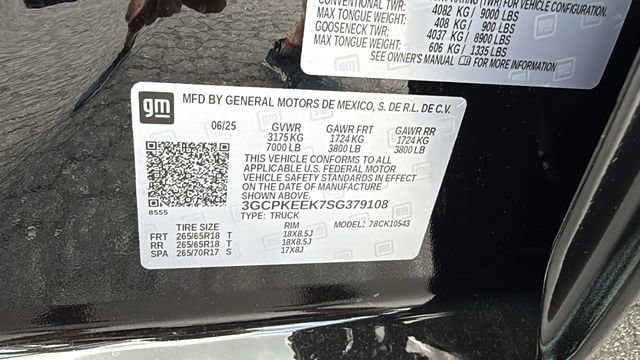 CONVENTIONAL TWR: 4082 KG / 9000 LBS
MAX TONGUE WEIGHT: 408 KG / 900 LBS
GOOSENECK TWR: 4037 KG / 8900 LBS
MAX TONGUE WEIGHT: 606 KG / 1335 LBS
SEE OWNER'S MANUAL FOR MORE INFORMATION
gm MFD BY GENERAL MOTORS DE MEXICO, S. DE R.L. DE C.V.
06/25 GVWR GAWR FRT GAWR RR
3175 KG 1724 KG 1724 KG
7000 LB 3800 LB 3800 LB
THIS VEHICLE CONFORMS TO ALL
APPLICABLE U.S. FEDERAL MOTOR
VEHICLE SAFETY STANDARDS IN EFFECT
ON THE DATE OF MANUFACTURE
SHOWN ABOVE.
3GCPKEEK7SG379108
8555 TYPE: TRUCK MODEL: 78CK10543
TIRE SIZE RIM
FRT 265/65R18 T 18X8.5J
RR 265/65R18 T 18X8.5J
SPA 265/70R17 S 17X8J